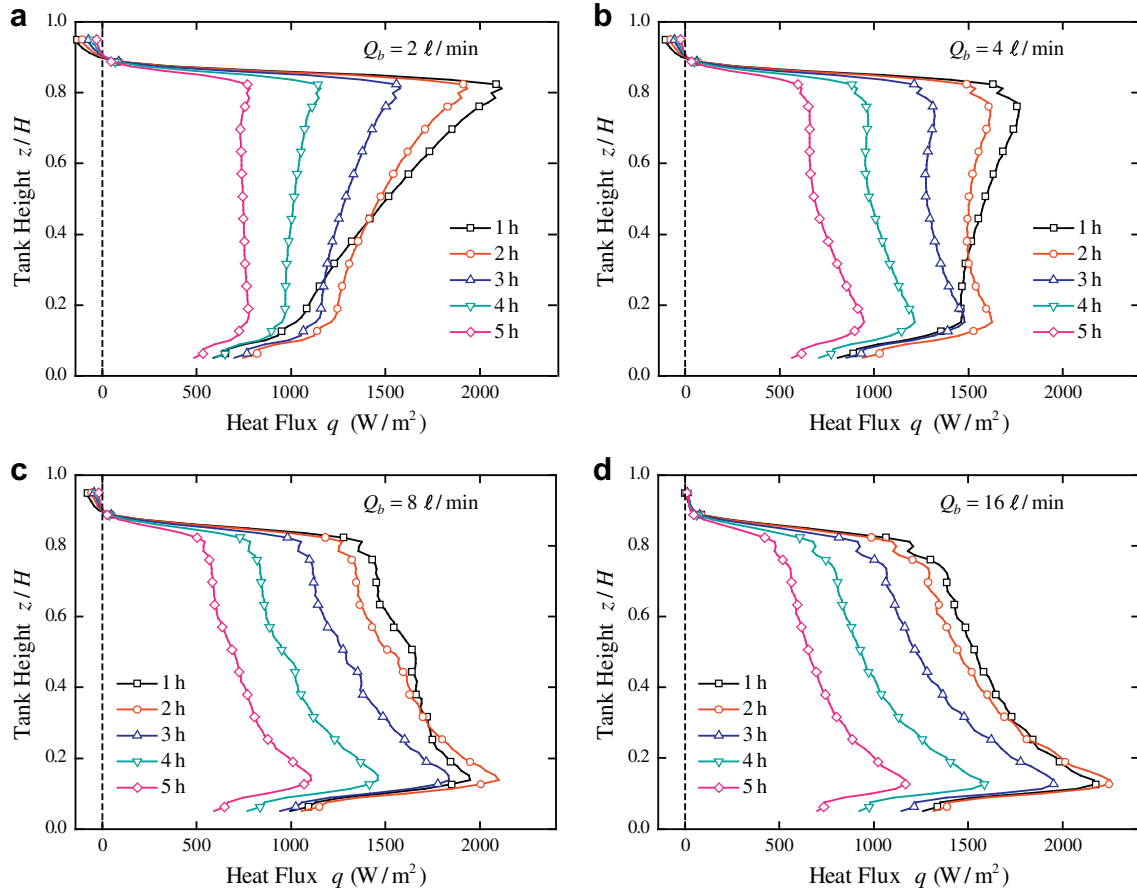 a
Q_b = 2 ℓ / min
1.0
0.8
0.6
0.4
0.2
0.0
Tank Height z / H
1 h
2 h
3 h
4 h
5 h
0 500 1000 1500 2000
Heat Flux q (W / m²)
b
Q_b = 4 ℓ / min
1.0
0.8
0.6
0.4
0.2
0.0
Tank Height z / H
1 h
2 h
3 h
4 h
5 h
0 500 1000 1500 2000
Heat Flux q (W / m²)
c
Q_b = 8 ℓ / min
1.0
0.8
0.6
0.4
0.2
0.0
Tank Height z / H
1 h
2 h
3 h
4 h
5 h
0 500 1000 1500 2000
Heat Flux q (W / m²)
d
Q_b = 16 ℓ / min
1.0
0.8
0.6
0.4
0.2
0.0
Tank Height z / H
1 h
2 h
3 h
4 h
5 h
0 500 1000 1500 2000
Heat Flux q (W / m²)